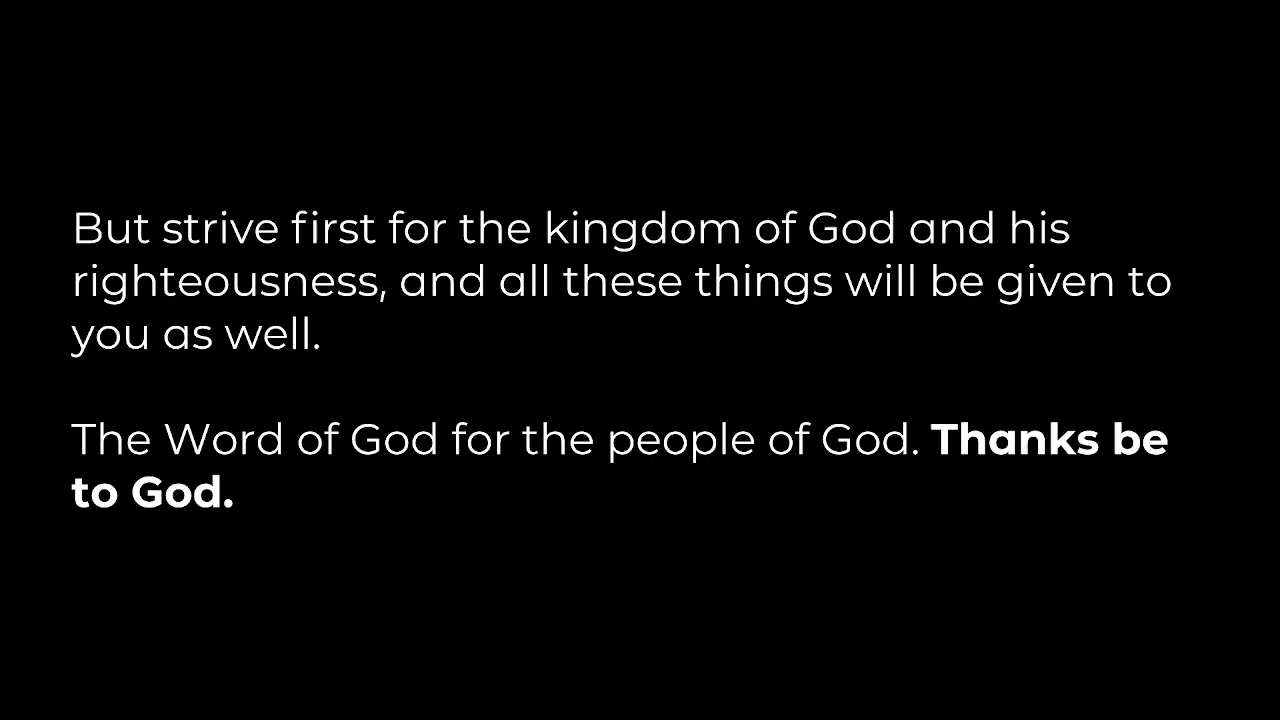 But strive first for the kingdom of God and his
righteousness, and all these things will be given to
you as well.
The Word of God for the people of God. Thanks be
to God.